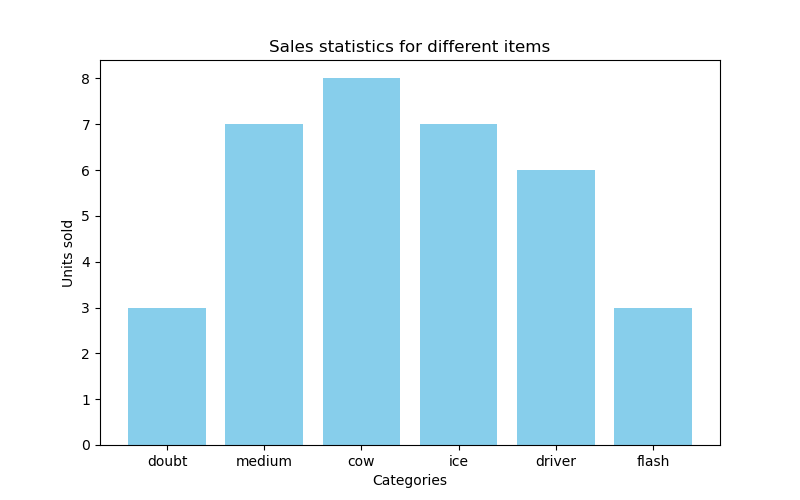 Sales statistics for different items
Units sold
8
7
6
5
4
3
2
1
0
doubt medium cow ice driver flash
Categories